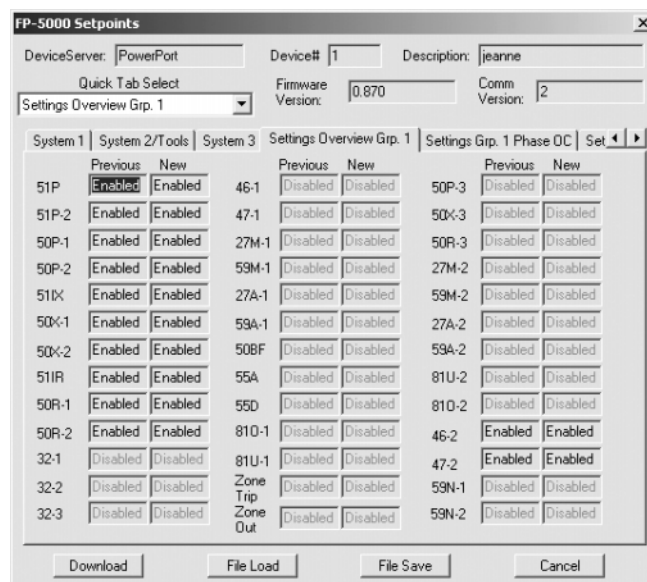 FP-5000 Setpoints
DeviceServer: PowerPort Device# 1 Description: jeanne
Quick Tab Select Firmware Version: 0.870 Comm Version: 2
Settings Overview Grp. 1
System 1 System 2/Tools System 3 Settings Overview Grp. 1 Settings Grp. 1 Phase OC Set
Previous New Previous New Previous New
51P Enabled Enabled 46-1 Disabled Disabled 50P-3 Disabled Disabled
51P-2 Enabled Enabled 47-1 Disabled Disabled 50X-3 Disabled Disabled
50P-1 Enabled Enabled 27M-1 Disabled Disabled 50R-3 Disabled Disabled
50P-2 Enabled Enabled 59M-1 Disabled Disabled 27M-2 Disabled Disabled
51IX Enabled Enabled 27A-1 Disabled Disabled 59M-2 Disabled Disabled
50X-1 Enabled Enabled 59A-1 Disabled Disabled 27A-2 Disabled Disabled
50X-2 Enabled Enabled 50BF Disabled Disabled 59A-2 Disabled Disabled
51IR Enabled Enabled 55A Disabled Disabled 81U-2 Disabled Disabled
50R-1 Enabled Enabled 55D Disabled Disabled 81O-2 Disabled Disabled
50R-2 Enabled Enabled 81O-1 Disabled Disabled 46-2 Enabled Enabled
32-1 Disabled Disabled 81U-1 Disabled Disabled 47-2 Enabled Enabled
32-2 Disabled Disabled Zone Trip Disabled Disabled 59N-1 Disabled Disabled
32-3 Disabled Disabled Zone Out Disabled Disabled 59N-2 Disabled Disabled
Download File Load File Save Cancel